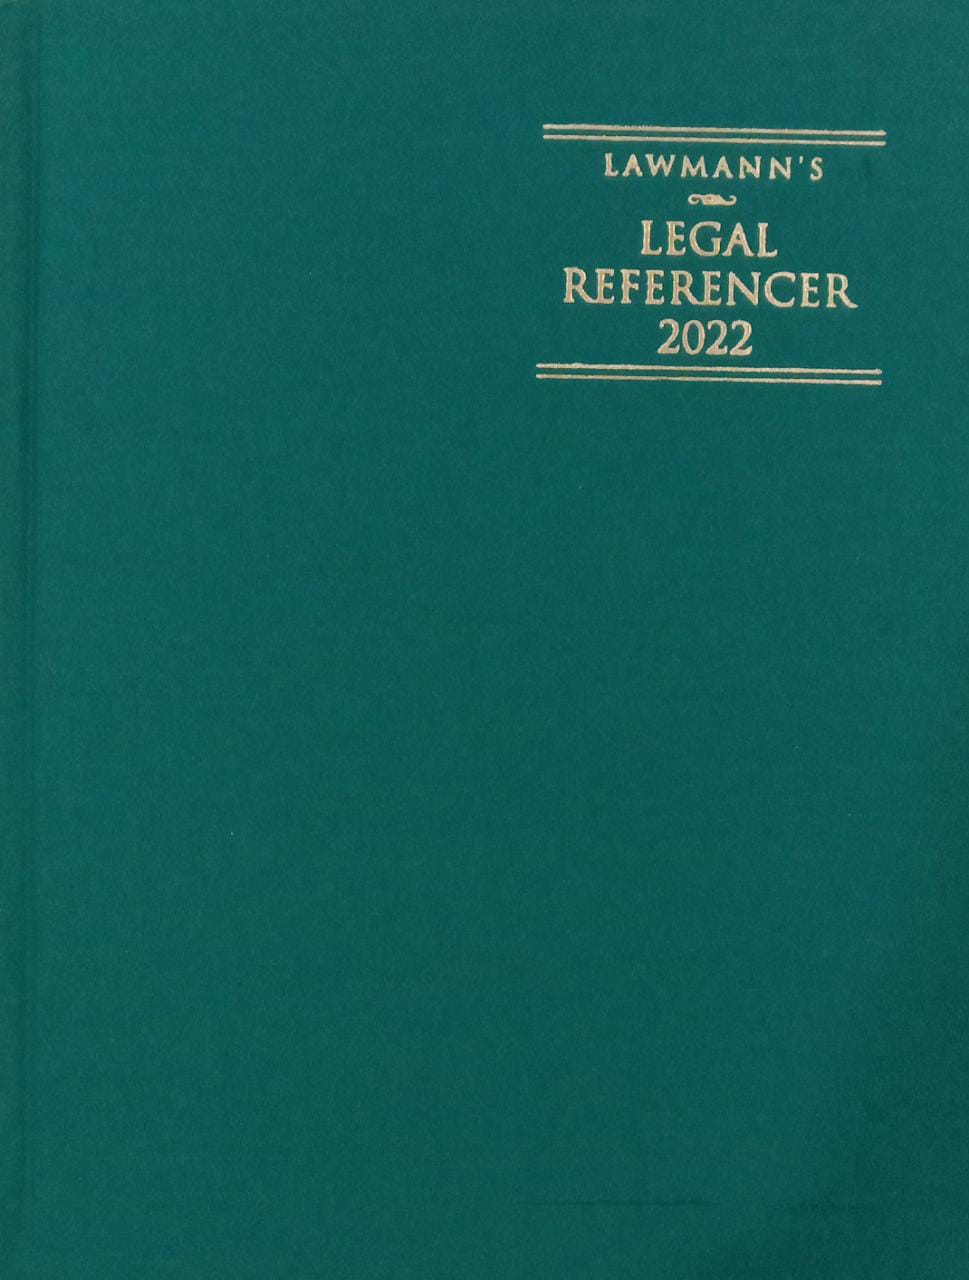 LAWMANN'S
LEGAL
REFERENCER
2022